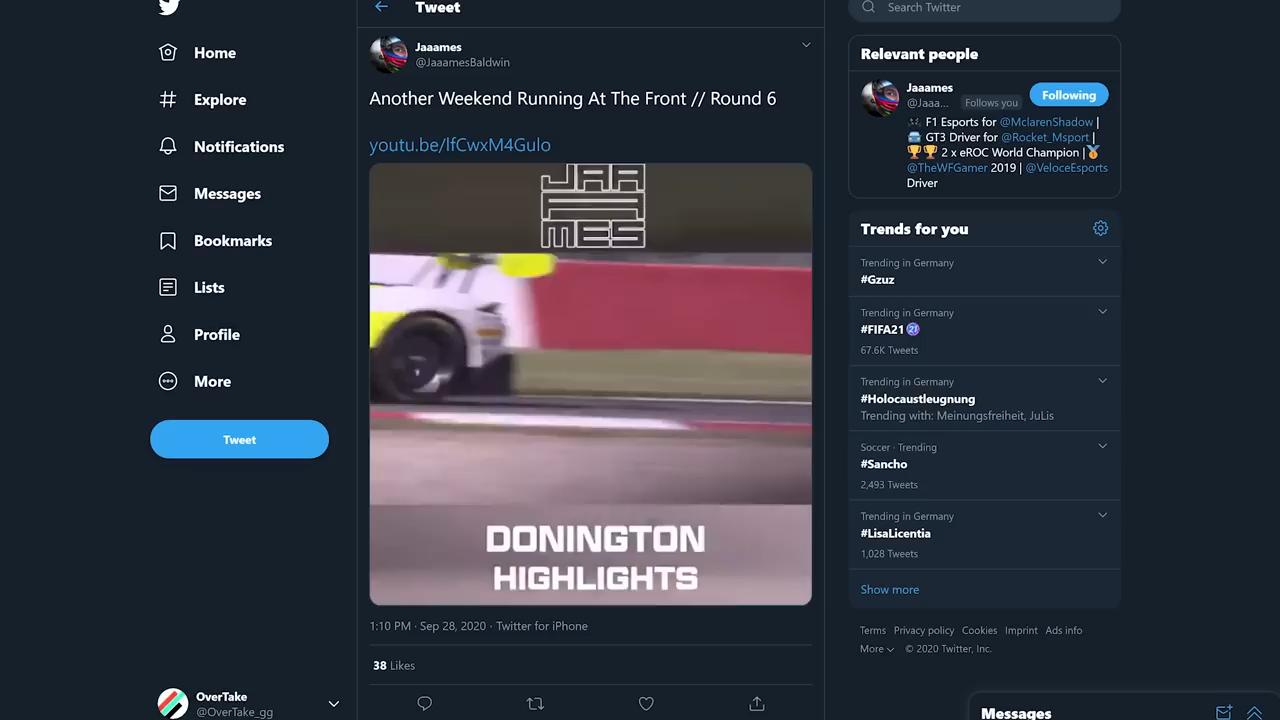 Tweet
Search Twitter
Home
Explore
Notifications
Messages
Bookmarks
Lists
Profile
More
Tweet
OverTake
@OverTake_gg
Jaaames
@JaaamesBaldwin
Another Weekend Running At The Front // Round 6
youtu.be/lfCwxM4Gulo
JAA
MES
DONINGTON
HIGHLIGHTS
1:10 PM · Sep 28, 2020 · Twitter for iPhone
38 Likes
Relevant people
Jaaames
@Jaaa... Follows you
Following
F1 Esports for @MclarenShadow |
GT3 Driver for @Rocket_Msport |
2 x eROC World Champion |
@TheWFGamer 2019 | @VeloceEsports
Driver
Trends for you
Trending in Germany
#Gzuz
Trending in Germany
#FIFA21
67.6K Tweets
Trending in Germany
#Holocaustleugnung
Trending with: Meinungsfreiheit, JuLis
Soccer · Trending
#Sancho
2,493 Tweets
Trending in Germany
#LisaLicentia
1,028 Tweets
Show more
Terms Privacy policy Cookies Imprint Ads info
More © 2020 Twitter, Inc.
Messages